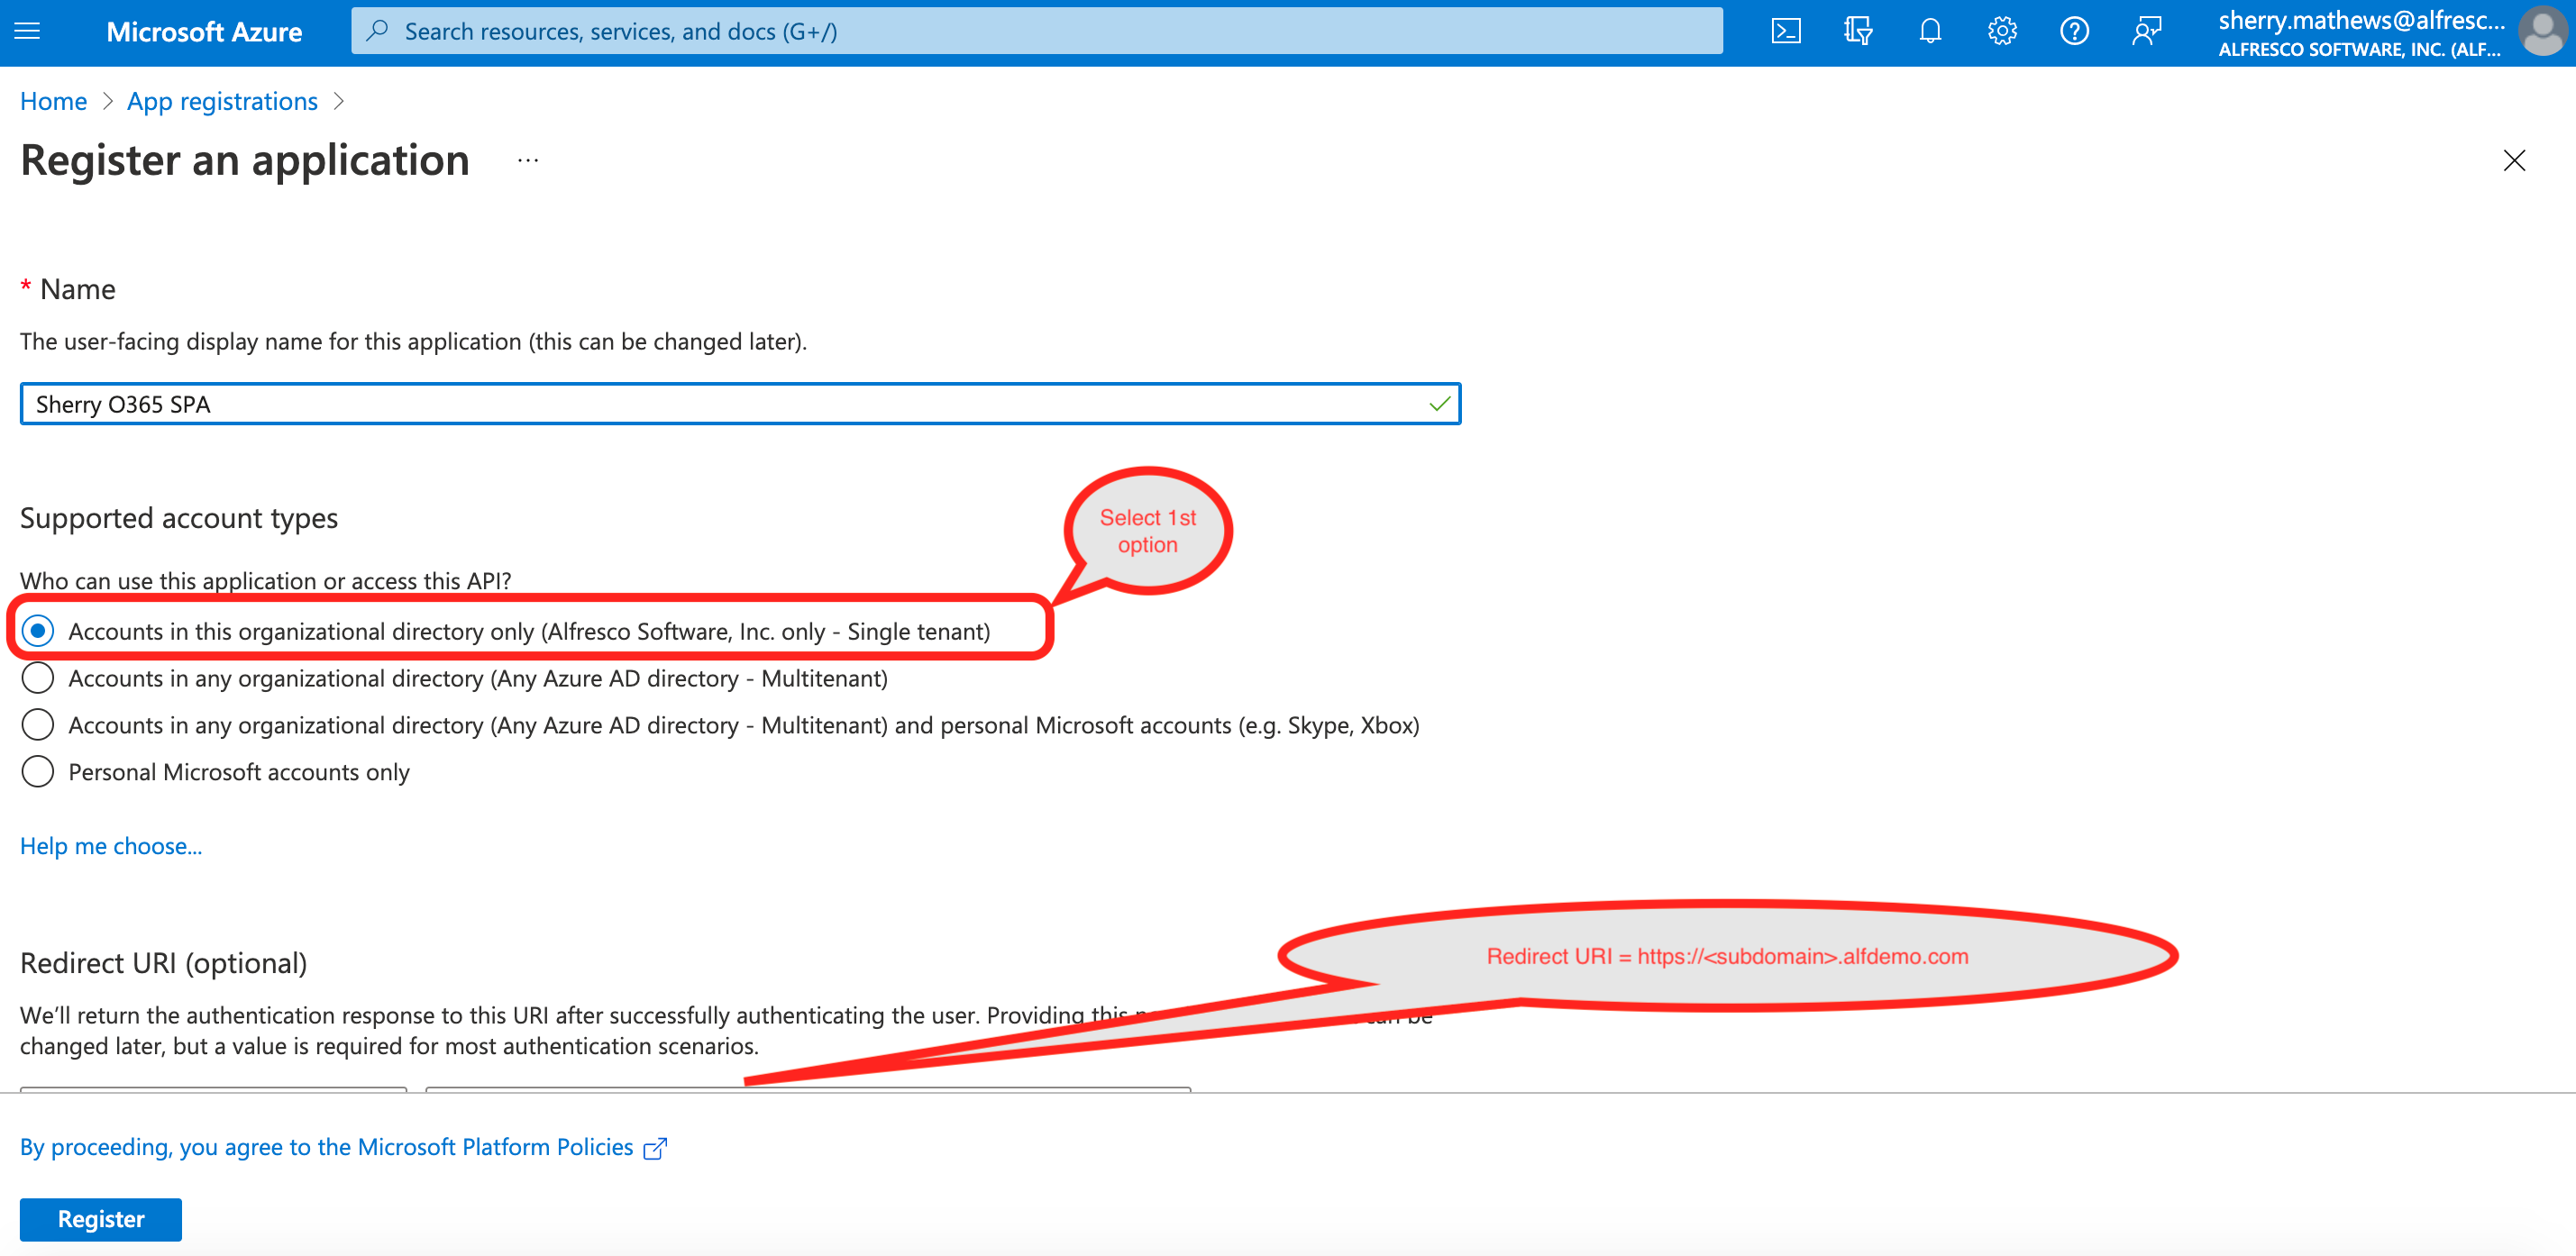 Microsoft Azure
Search resources, services, and docs (G+/)
sherry.mathews@alfresc...
ALFRESCO SOFTWARE, INC. (ALF...
Home > App registrations >
Register an application ...
* Name
The user-facing display name for this application (this can be changed later).
Sherry O365 SPA
Select 1st
option
Supported account types
Who can use this application or access this API?
Accounts in this organizational directory only (Alfresco Software, Inc. only - Single tenant)
Accounts in any organizational directory (Any Azure AD directory - Multitenant)
Accounts in any organizational directory (Any Azure AD directory - Multitenant) and personal Microsoft accounts (e.g. Skype, Xbox)
Personal Microsoft accounts only
Help me choose...
Redirect URI = https://<subdomain>.alfdemo.com
Redirect URI (optional)
We'll return the authentication response to this URI after successfully authenticating the user. Providing this can be
changed later, but a value is required for most authentication scenarios.
By proceeding, you agree to the Microsoft Platform Policies
Register